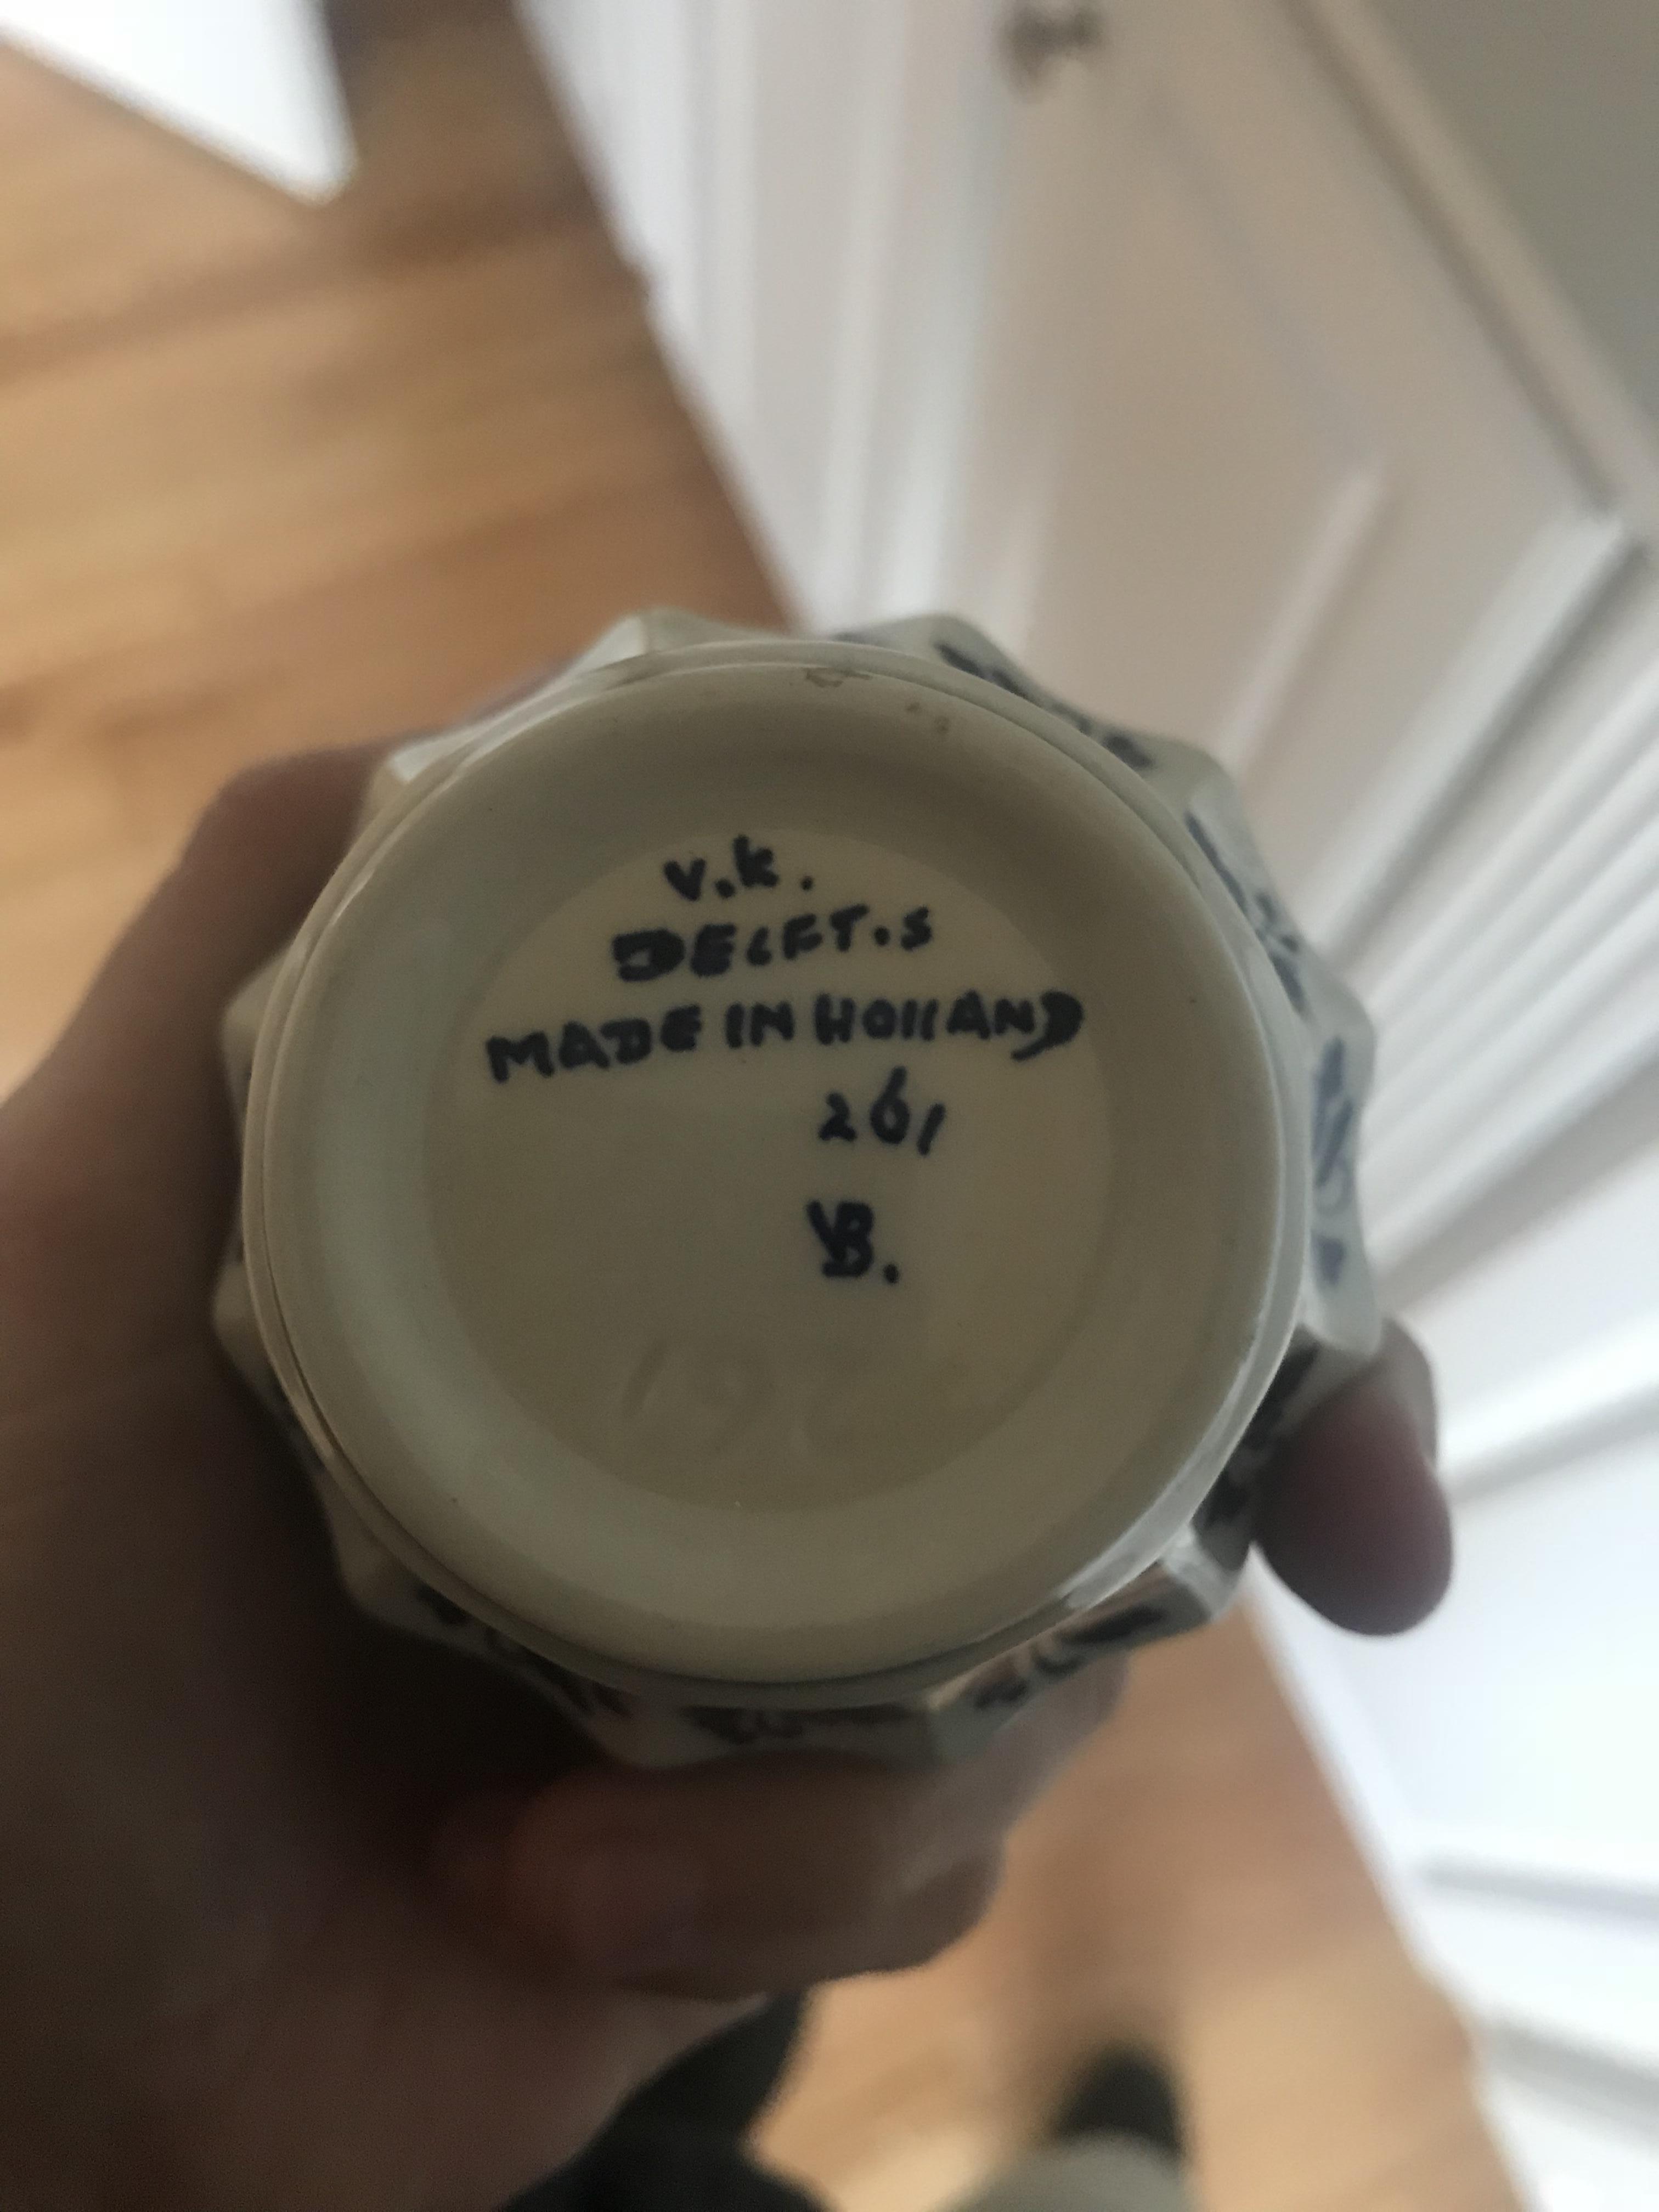 v.k.
DELFT.S
MADE IN HOLLAND
261
VB.